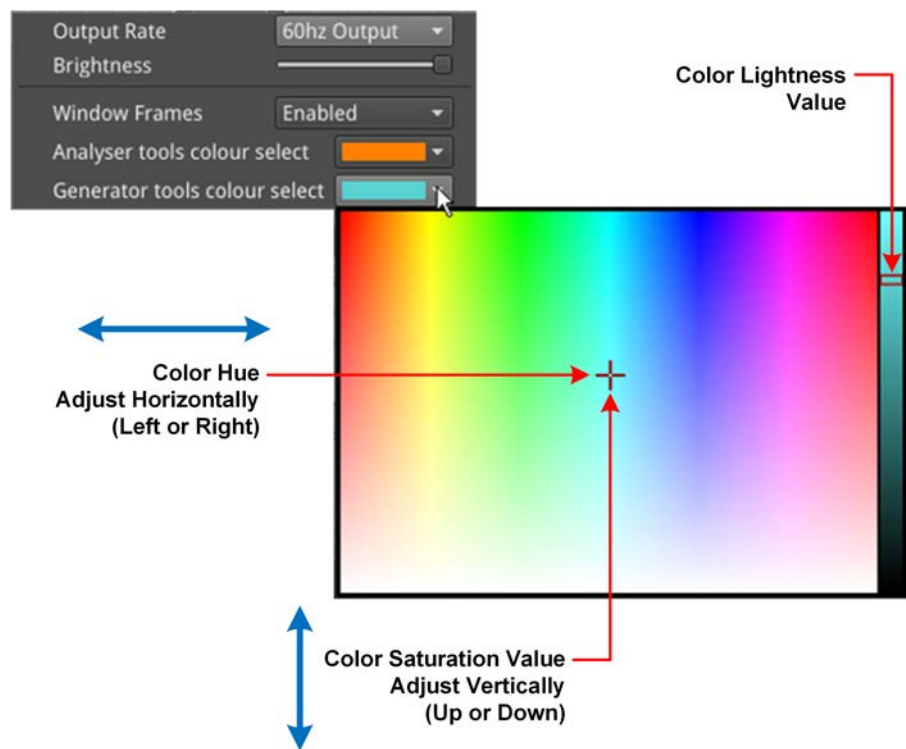 Output Rate 60hz Output
Brightness
Window Frames Enabled
Analyser tools colour select
Generator tools colour select
Color Lightness
Value
Color Hue
Adjust Horizontally
(Left or Right)
Color Saturation Value
Adjust Vertically
(Up or Down)